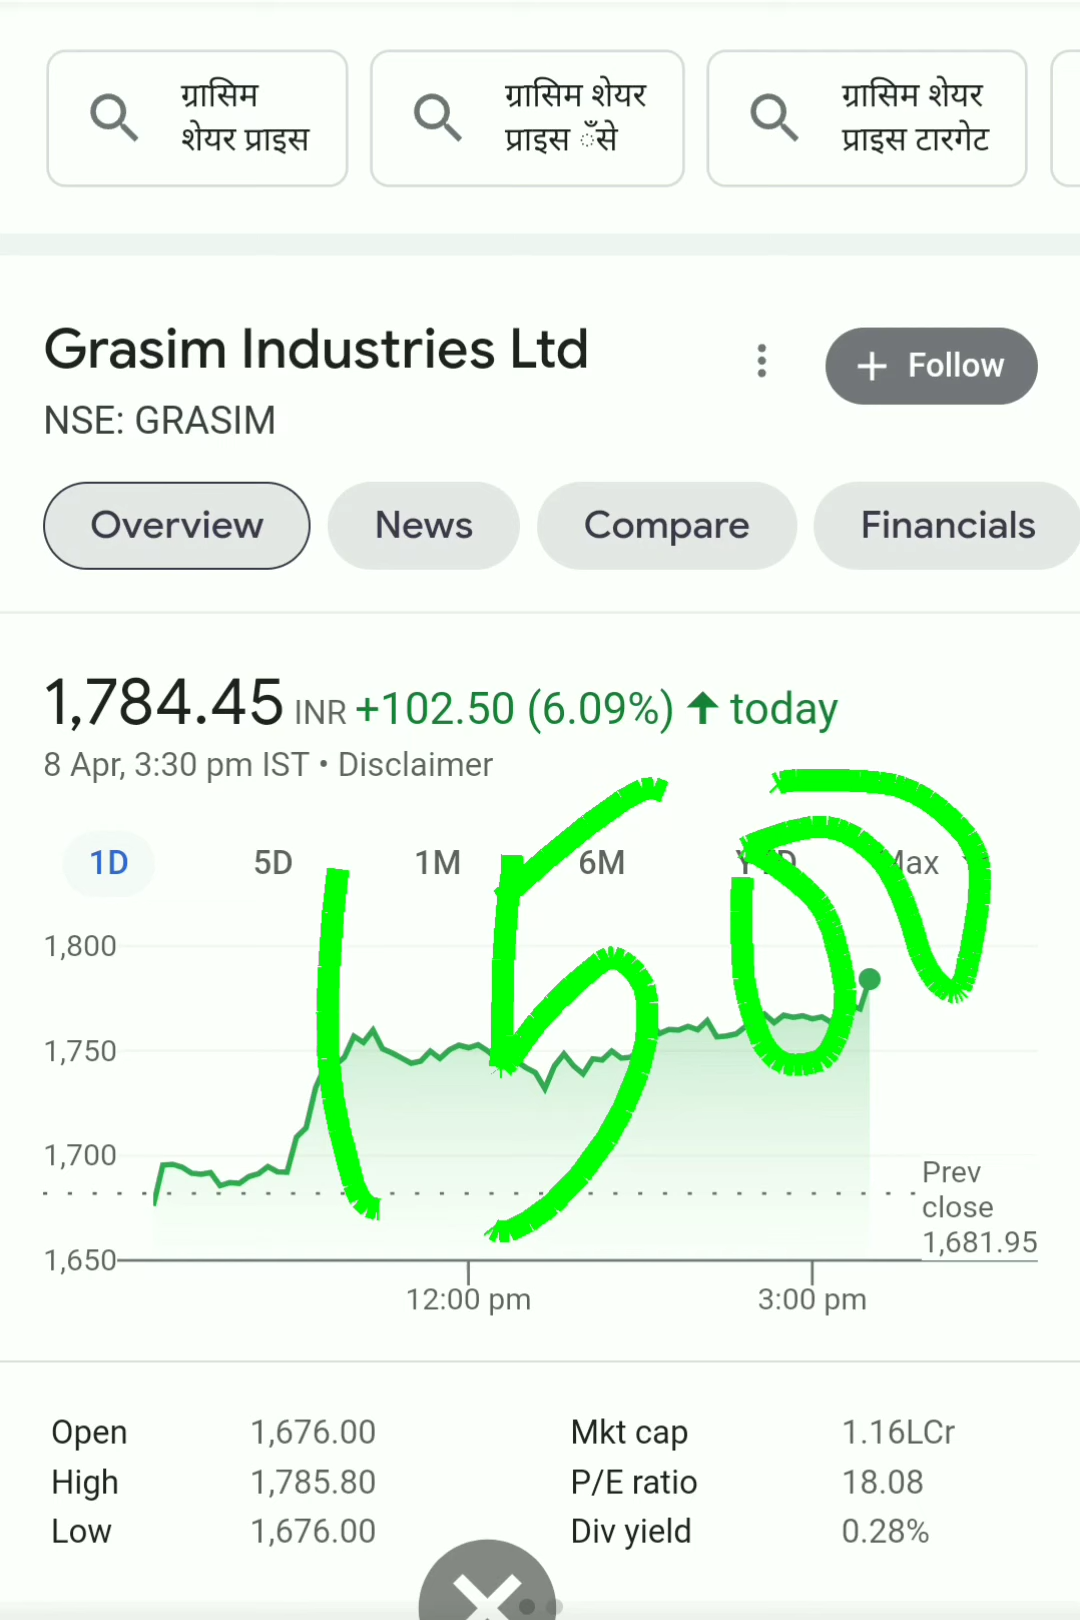 ग्रासिम
शेयर प्राइस
ग्रासिम शेयर
प्राइस ँसे
ग्रासिम शेयर
प्राइस टारगेट
Grasim Industries Ltd
+ Follow
NSE: GRASIM
Overview News Compare Financials
1,784.45 INR +102.50 (6.09%) ↑ today
8 Apr, 3:30 pm IST • Disclaimer
1D 5D 1M 6M YTD Max
1,800
1,750
1,700
1,650
Prev
close
1,681.95
12:00 pm 3:00 pm
Open 1,676.00 Mkt cap 1.16LCr
High 1,785.80 P/E ratio 18.08
Low 1,676.00 Div yield 0.28%